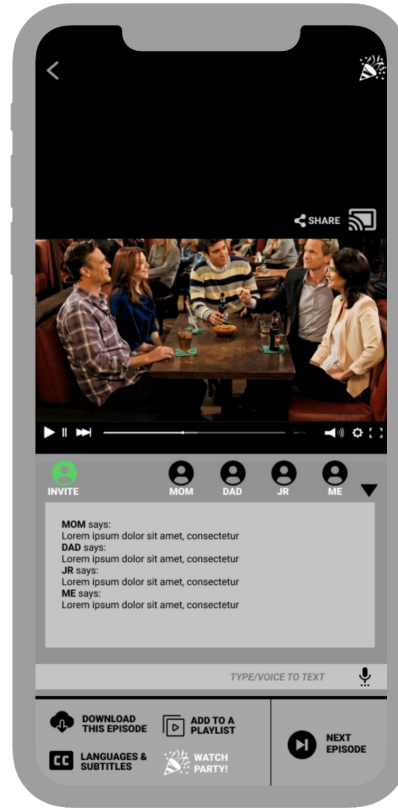 SHARE
INVITE
MOM
DAD
JR
ME
MOM says:
Lorem ipsum dolor sit amet, consectetur
DAD says:
Lorem ipsum dolor sit amet, consectetur
JR says:
Lorem ipsum dolor sit amet, consectetur
ME says:
Lorem ipsum dolor sit amet, consectetur
TYPE/VOICE TO TEXT
DOWNLOAD
THIS EPISODE
ADD TO A
PLAYLIST
CC
LANGUAGES &
SUBTITLES
WATCH
PARTY!
NEXT
EPISODE